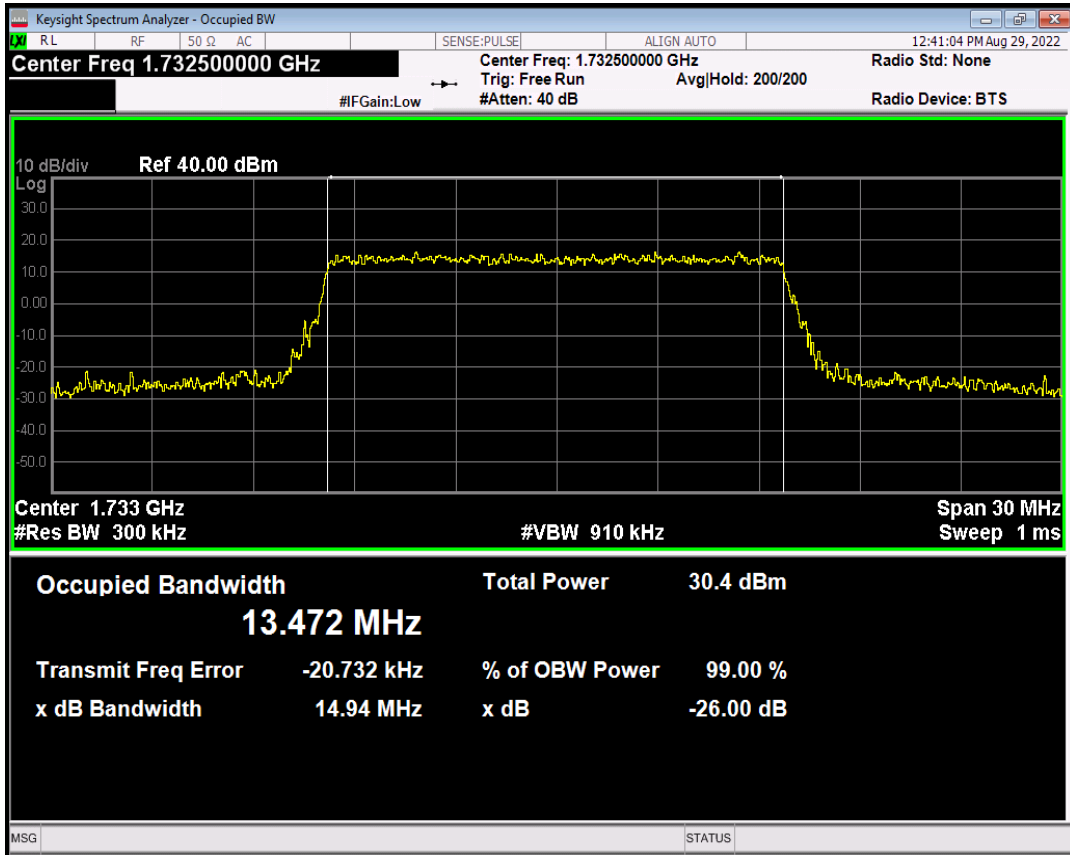 Keysight Spectrum Analyzer - Occupied BW
LXI RL RF 50 Ω AC SENSE:PULSE ALIGN AUTO 12:41:04 PM Aug 29, 2022
Center Freq 1.732500000 GHz Center Freq: 1.732500000 GHz Radio Std: None
Trig: Free Run Avg|Hold: 200/200
#IFGain:Low #Atten: 40 dB Radio Device: BTS
10 dB/div Ref 40.00 dBm
Log
30.0
20.0
10.0
0.00
-10.0
-20.0
-30.0
-40.0
-50.0
Center 1.733 GHz Span 30 MHz
#Res BW 300 kHz #VBW 910 kHz Sweep 1 ms
Occupied Bandwidth Total Power 30.4 dBm
13.472 MHz
Transmit Freq Error -20.732 kHz % of OBW Power 99.00 %
x dB Bandwidth 14.94 MHz x dB -26.00 dB
MSG STATUS